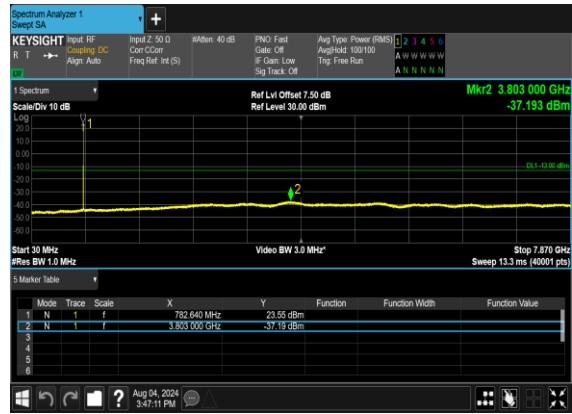 Spectrum Analyzer 1
Swept SA
KEYSIGHT Input: RF Input Z: 50 Ω #Atten: 40 dB PNO: Fast Avg Type: Power (RMS) 1 2 3 4 5 6
R T Coupling: DC Corr CCorr Gate: Off Avg|Hold: 100/100 A W W W W W
Align: Auto Freq Ref: Int (S) IF Gain: Low Trig: Free Run
Sig Track: Off A N N N N N
1 Spectrum Ref Lvl Offset 7.50 dB Mkr2 3.803 000 GHz
Scale/Div 10 dB Ref Level 30.00 dBm -37.193 dBm
Log
1
20.0
10.0
0.00
-10.0
DL1 -13.00 dBm
-20.0
-30.0
2
-40.0
-50.0
-60.0
Start 30 MHz Video BW 3.0 MHz* Stop 7.870 GHz
#Res BW 1.0 MHz Sweep 13.3 ms (40001 pts)
5 Marker Table
Mode Trace Scale X Y Function Function Width Function Value
1 N 1 f 782.640 MHz 23.55 dBm
2 N 1 f 3.803 000 GHz -37.19 dBm
3
4
5
6
Aug 04, 2024
3:47:11 PM